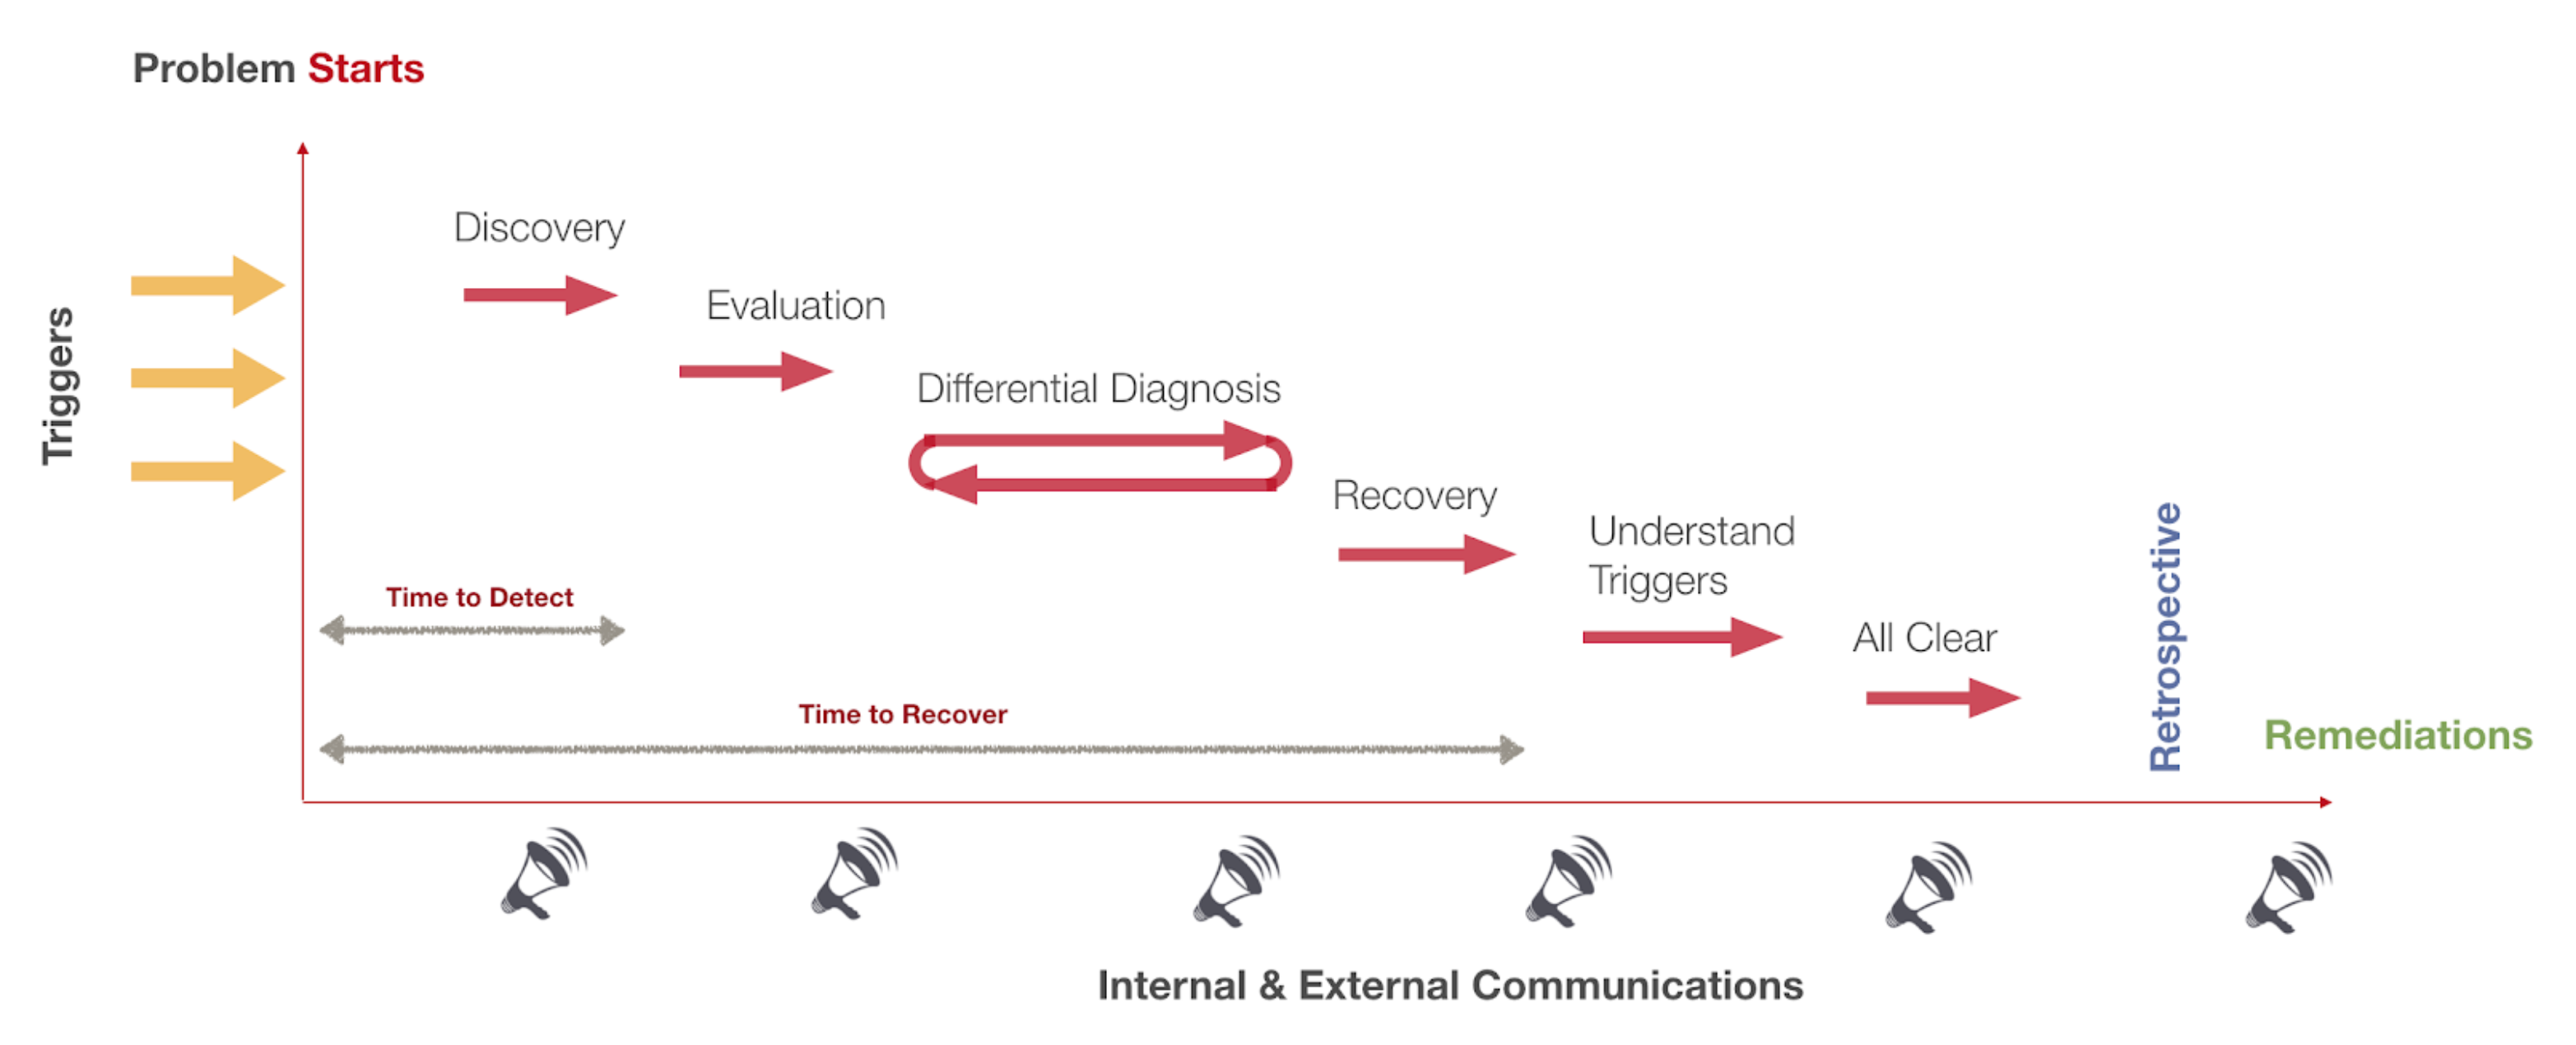 Problem Starts
Triggers
Discovery
Evaluation
Differential Diagnosis
Recovery
Understand
Triggers
All Clear
Retrospective
Remediations
Time to Detect
Time to Recover
Internal & External Communications